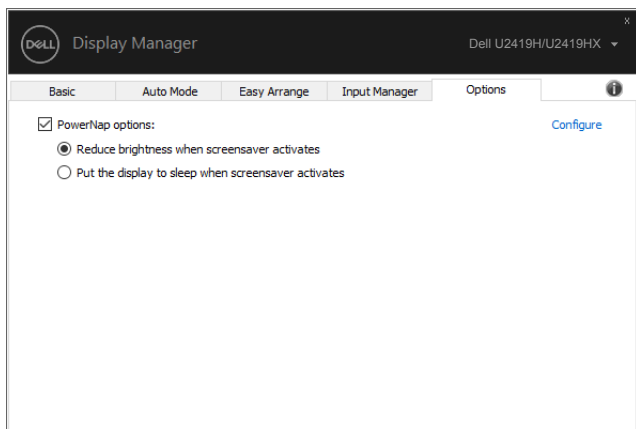 x
DELL Display Manager Dell U2419H/U2419HX
Basic Auto Mode Easy Arrange Input Manager Options i
PowerNap options: Configure
Reduce brightness when screensaver activates
Put the display to sleep when screensaver activates